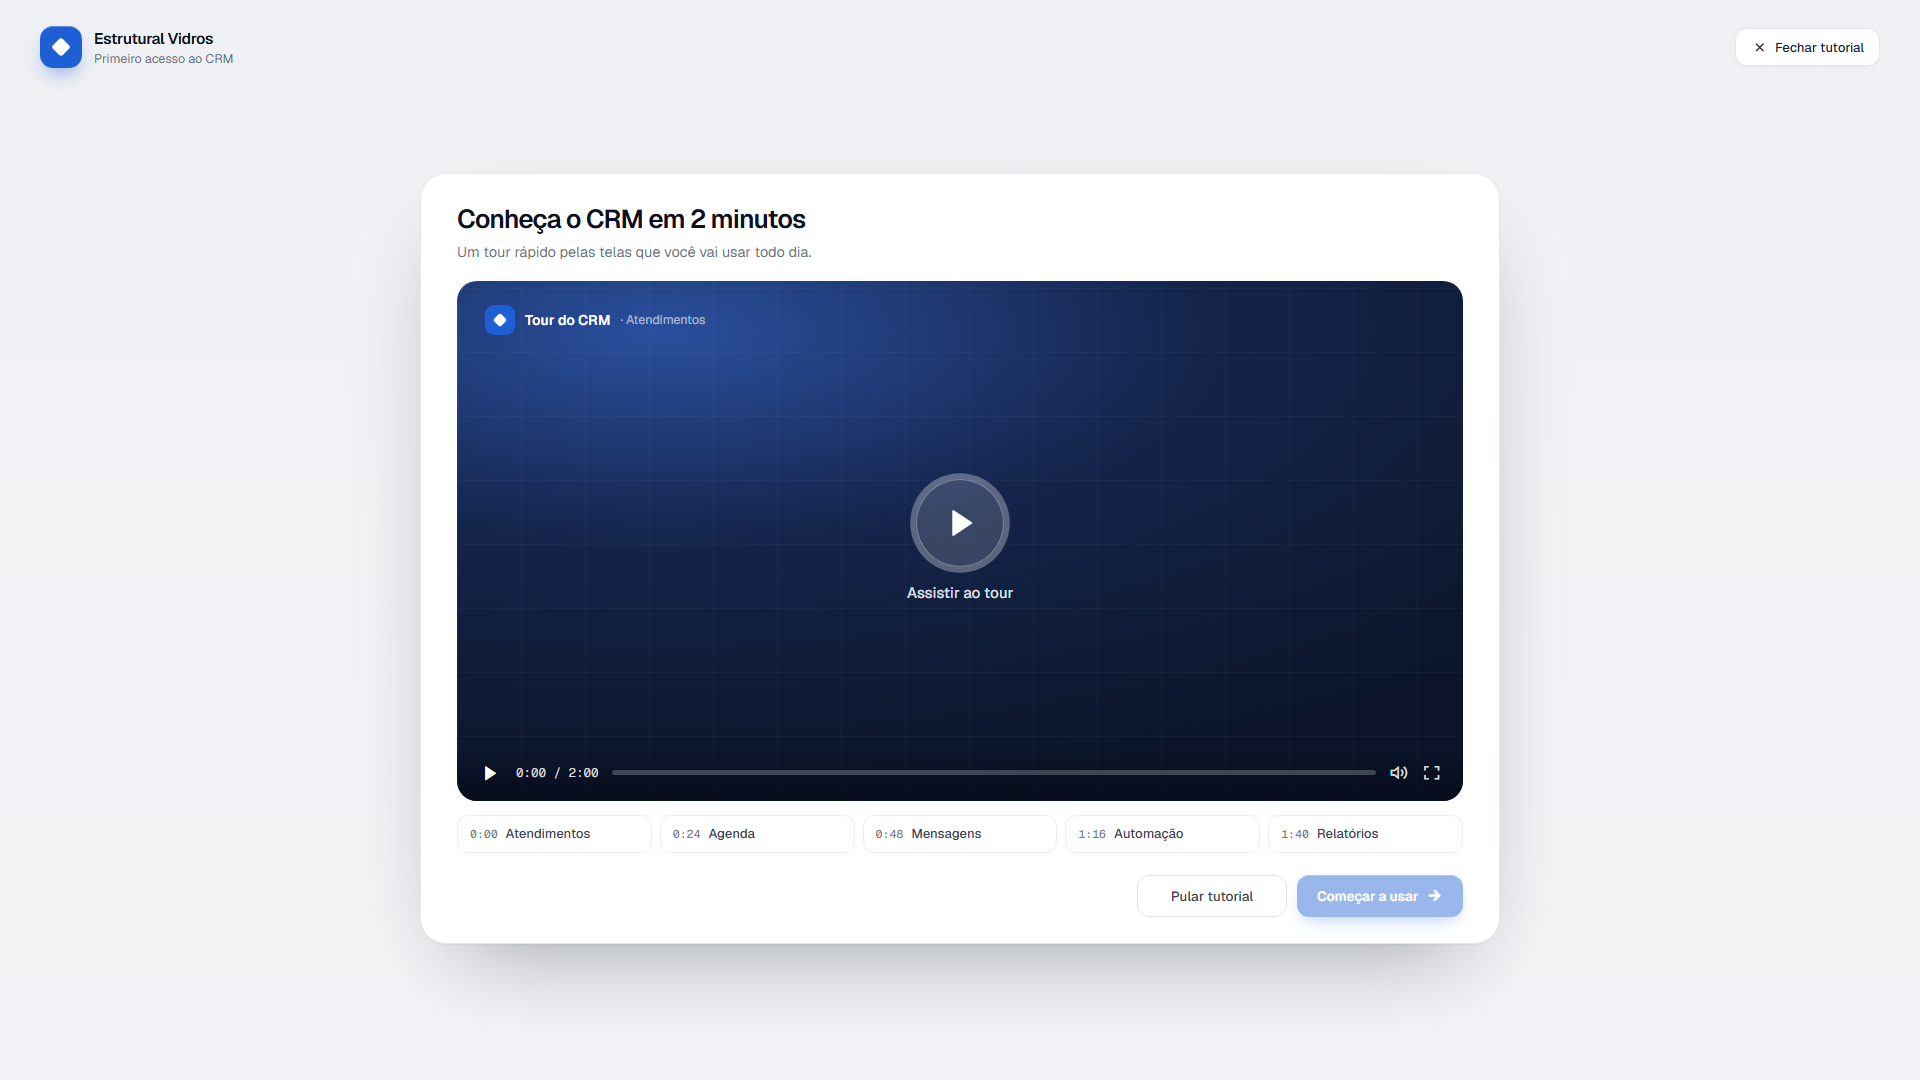 Estrutural Vidros
Primeiro acesso ao CRM
Fechar tutorial
Conheça o CRM em 2 minutos
Um tour rápido pelas telas que você vai usar todo dia.
Tour do CRM · Atendimentos
Assistir ao tour
0:00 / 2:00
0:00 Atendimentos
0:24 Agenda
0:48 Mensagens
1:16 Automação
1:40 Relatórios
Pular tutorial
Começar a usar →